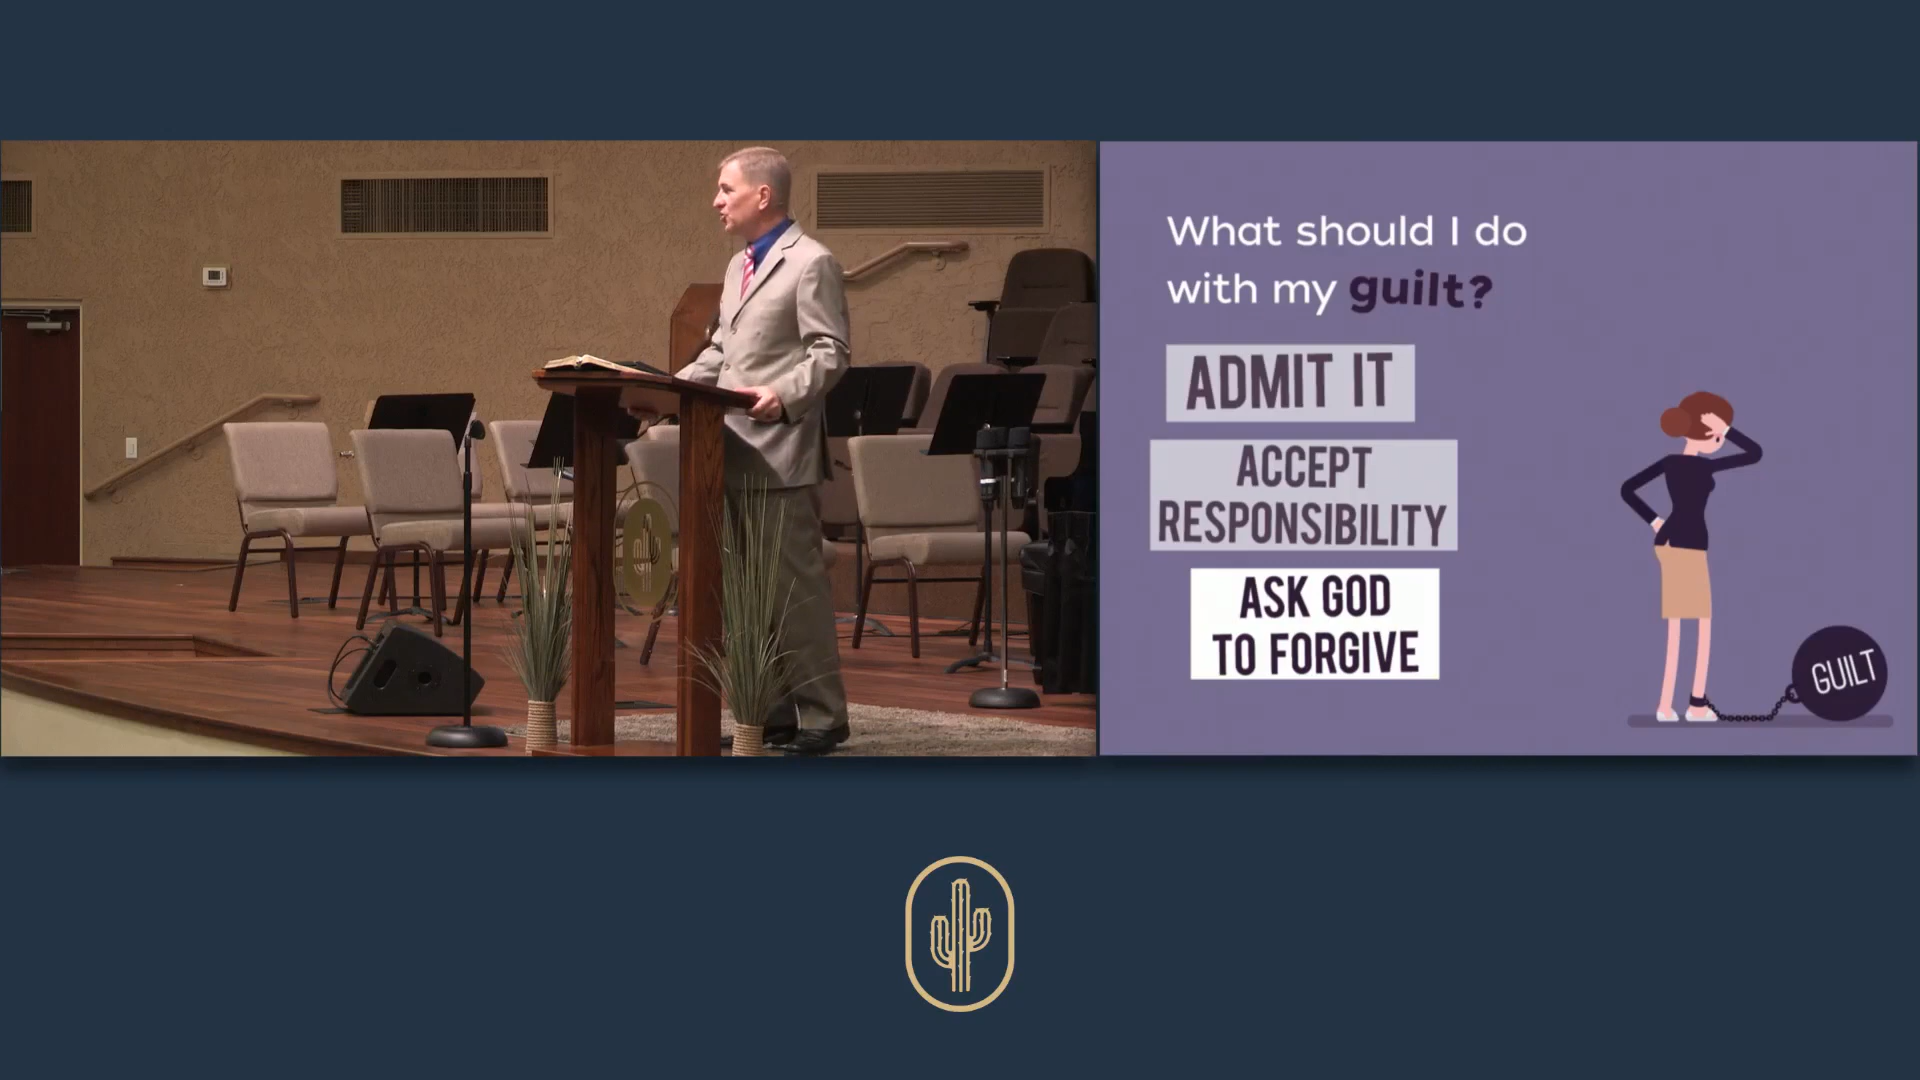 What should I do
with my guilt?
ADMIT IT
ACCEPT
RESPONSIBILITY
ASK GOD
TO FORGIVE
GUILT